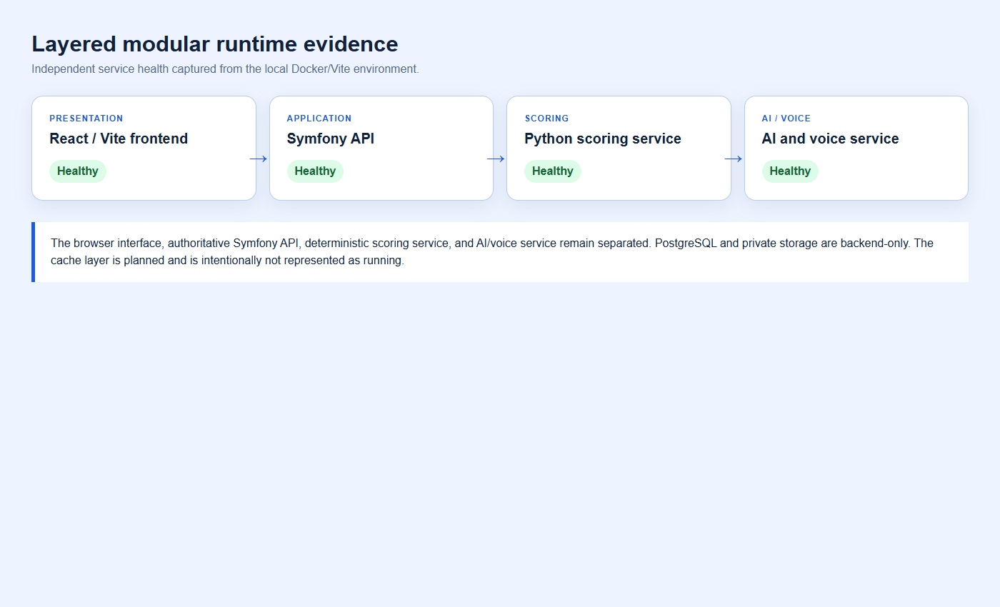 Layered modular runtime evidence
Independent service health captured from the local Docker/Vite environment.
PRESENTATION
React / Vite frontend
Healthy
→
APPLICATION
Symfony API
Healthy
→
SCORING
Python scoring service
Healthy
→
AI / VOICE
AI and voice service
Healthy
The browser interface, authoritative Symfony API, deterministic scoring service, and AI/voice service remain separated. PostgreSQL and private storage are backend-only. The
cache layer is planned and is intentionally not represented as running.